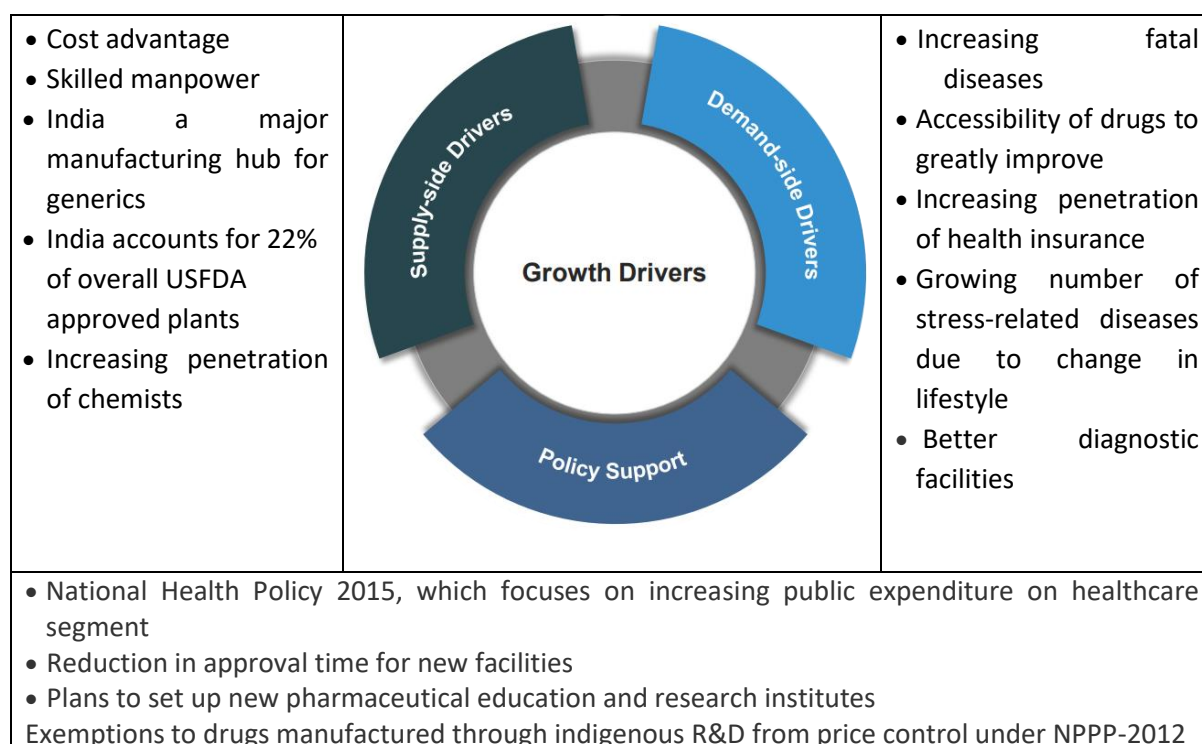 • Cost advantage
• Skilled manpower
• India a major
manufacturing hub for
generics
• India accounts for 22%
of overall USFDA
approved plants
• Increasing penetration
of chemists
Supply-side Drivers
Demand-side Drivers
Growth Drivers
Policy Support
• Increasing fatal
diseases
• Accessibility of drugs to
greatly improve
• Increasing penetration
of health insurance
• Growing number of
stress-related diseases
due to change in
lifestyle
• Better diagnostic
facilities
• National Health Policy 2015, which focuses on increasing public expenditure on healthcare
segment
• Reduction in approval time for new facilities
• Plans to set up new pharmaceutical education and research institutes
Exemptions to drugs manufactured through indigenous R&D from price control under NPPP-2012